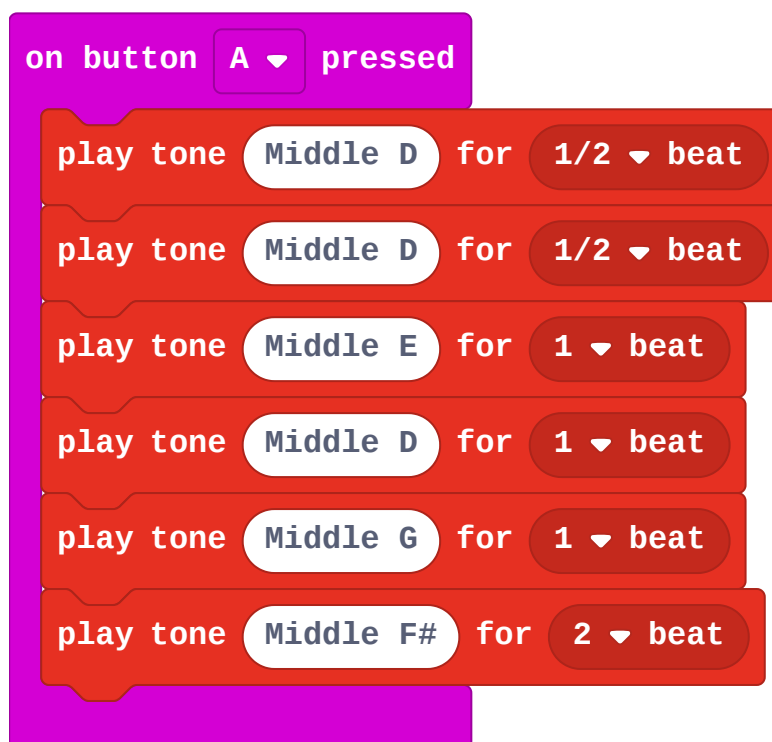 on button A pressed
play tone Middle D for 1/2 beat
play tone Middle D for 1/2 beat
play tone Middle E for 1 beat
play tone Middle D for 1 beat
play tone Middle G for 1 beat
play tone Middle F# for 2 beat